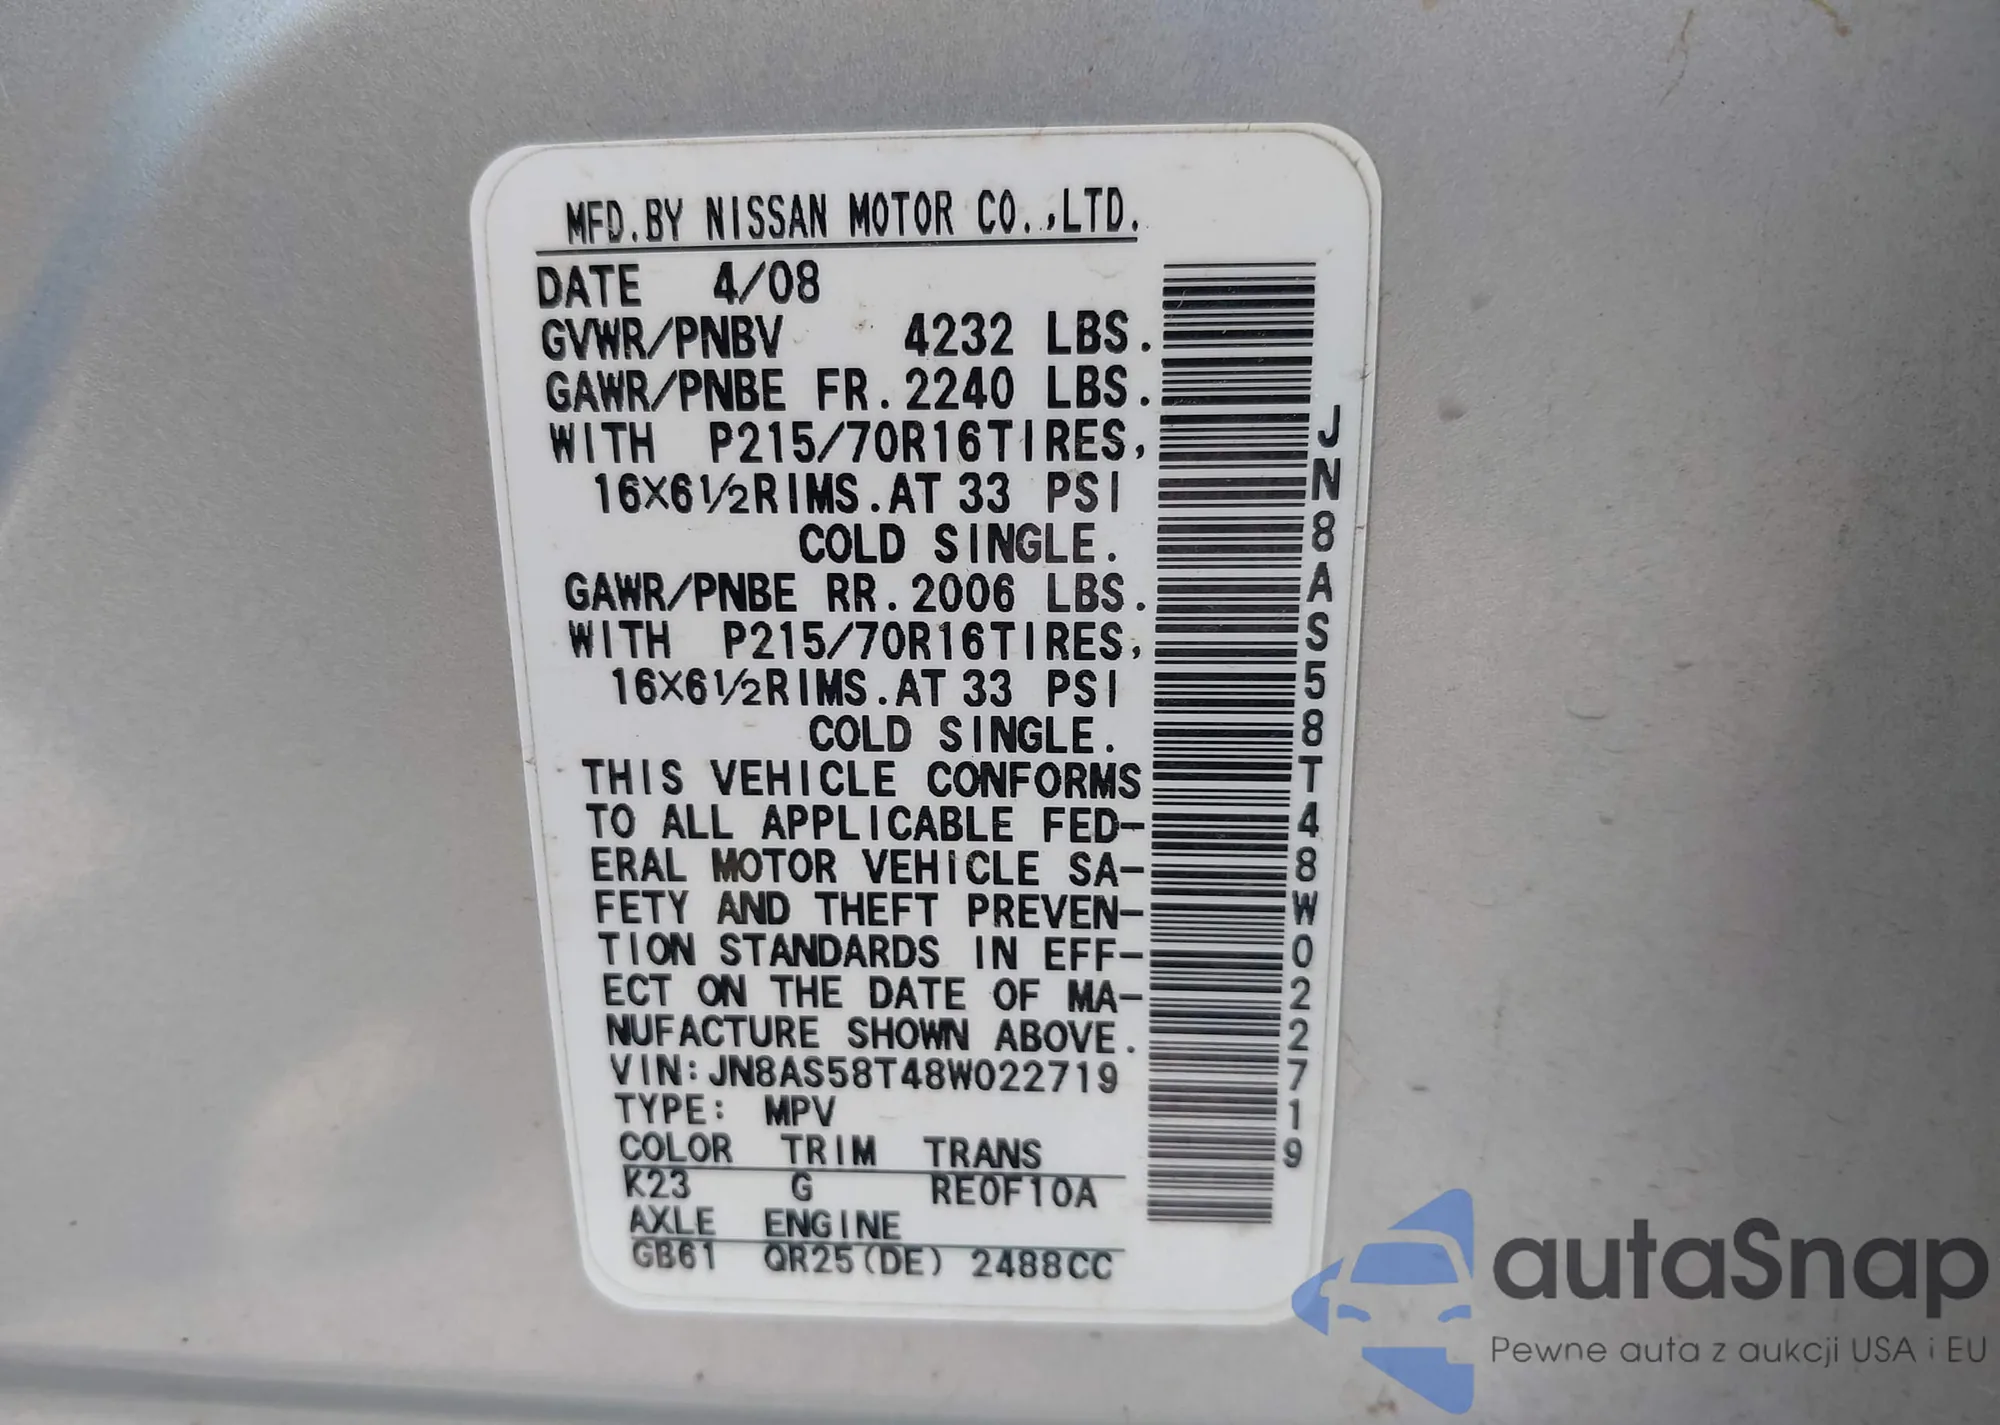 MFD.BY NISSAN MOTOR CO.,LTD.
DATE 4/08
GVWR/PNBV 4232 LBS.
GAWR/PNBE FR.2240 LBS.
WITH P215/70R16TIRES,
16X6½RIMS.AT 33 PSI
COLD SINGLE.
GAWR/PNBE RR.2006 LBS.
WITH P215/70R16TIRES,
16X6½RIMS.AT 33 PSI
COLD SINGLE.
THIS VEHICLE CONFORMS
TO ALL APPLICABLE FED-
ERAL MOTOR VEHICLE SA-
FETY AND THEFT PREVEN-
TION STANDARDS IN EFF-
ECT ON THE DATE OF MA-
NUFACTURE SHOWN ABOVE.
VIN:JN8AS58T48W022719
TYPE: MPV
COLOR TRIM TRANS
K23 G RE0F10A
AXLE ENGINE
GB61 QR25(DE) 2488CC
JN8AS58T48W022719
autaSnap
Pewne auta z aukcji USA i EU